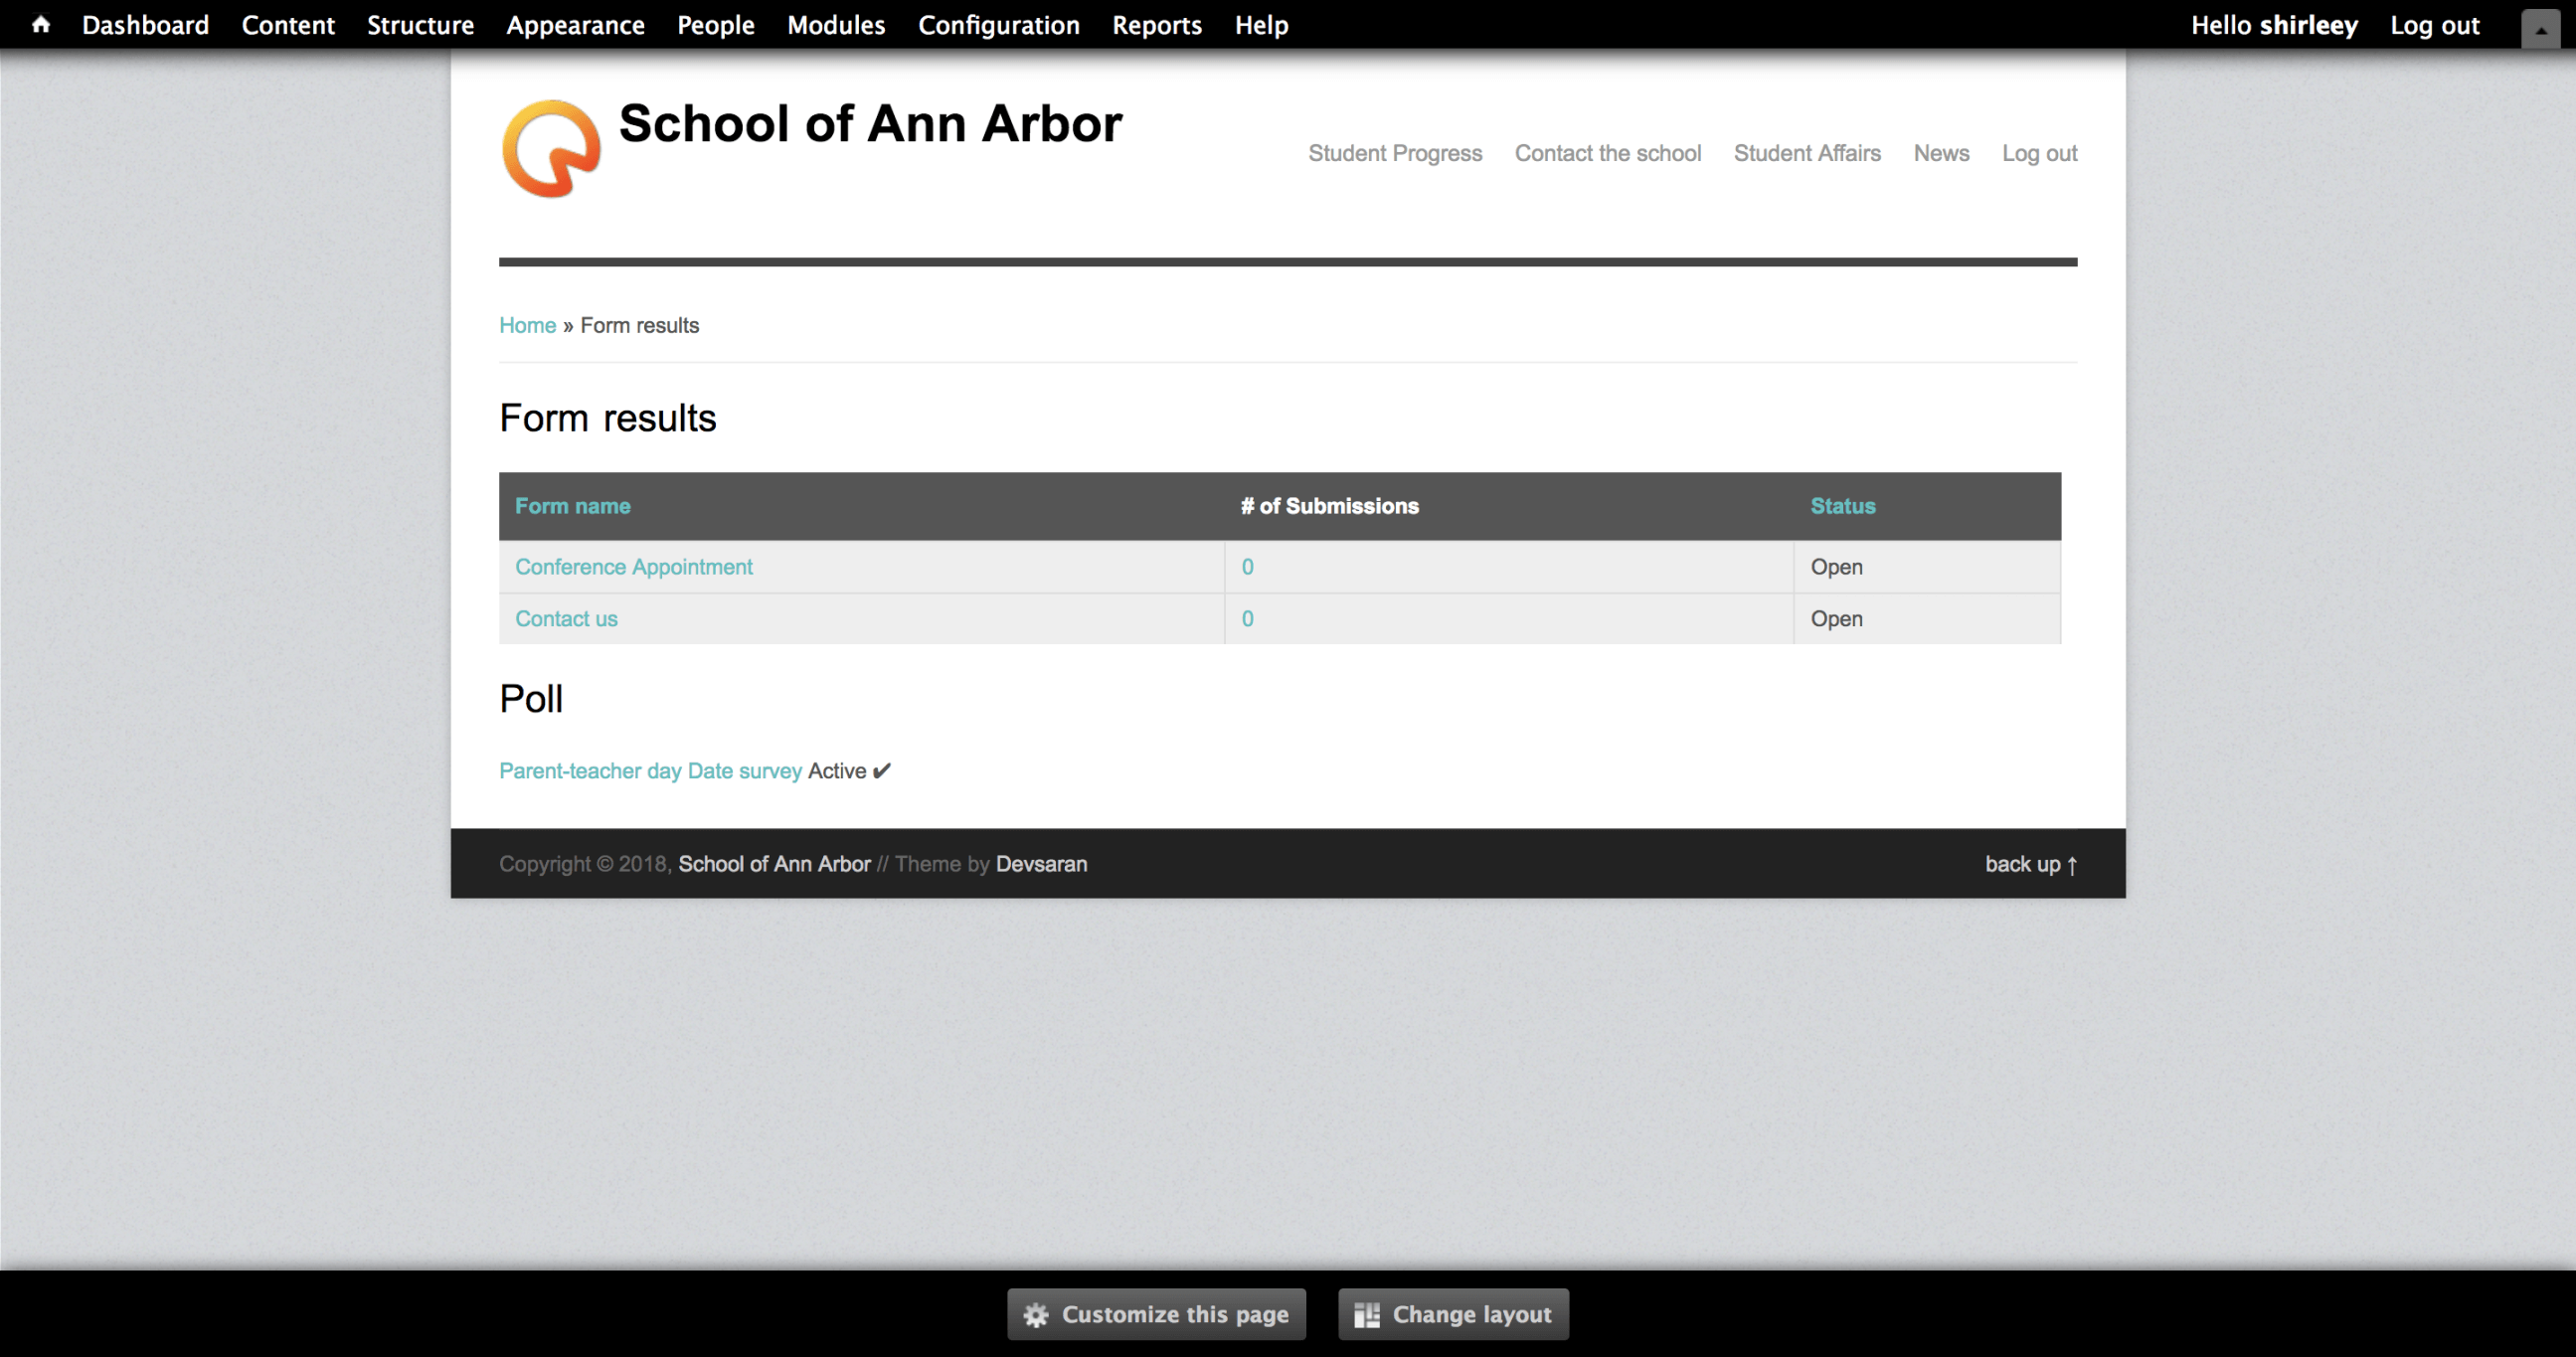 Dashboard Content Structure Appearance People Modules Configuration Reports Help Hello shirleey Log out
School of Ann Arbor
Student Progress Contact the school Student Affairs News Log out
Home » Form results
Form results
Form name # of Submissions Status
Conference Appointment 0 Open
Contact us 0 Open
Poll
Parent-teacher day Date survey Active ✔
Copyright © 2018, School of Ann Arbor // Theme by Devsaran back up ↑
Customize this page Change layout